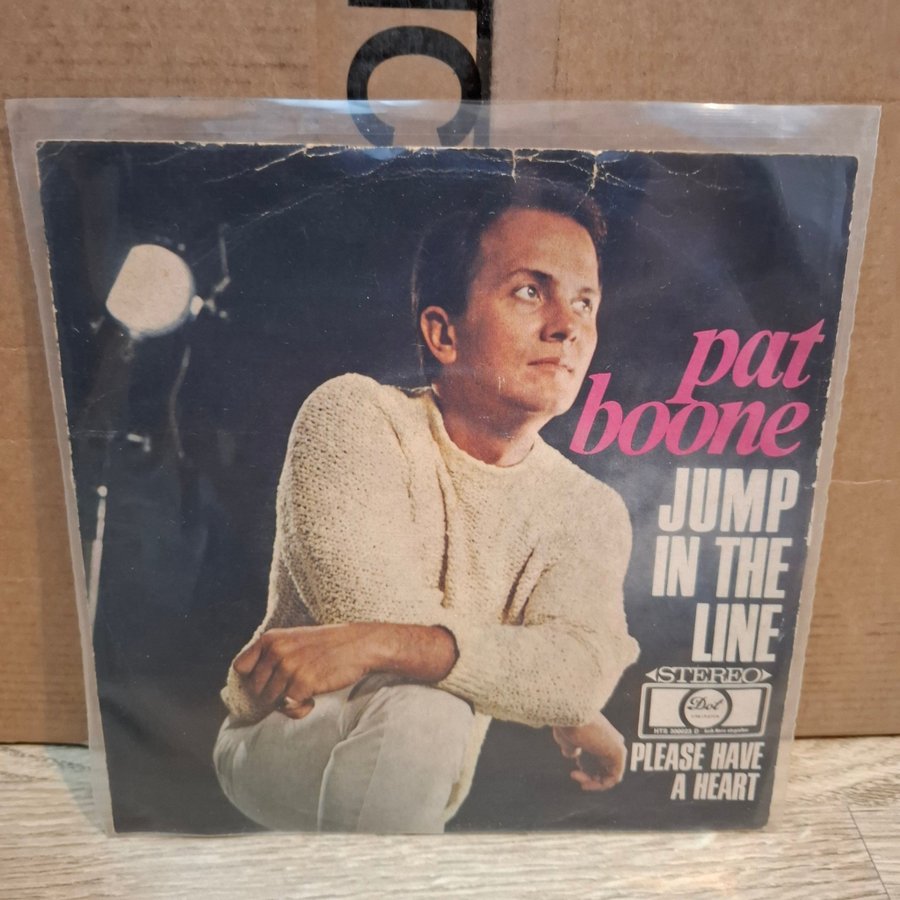 pat
boone
JUMP
IN THE
LINE
STEREO
Dot
PLEASE HAVE
A HEART